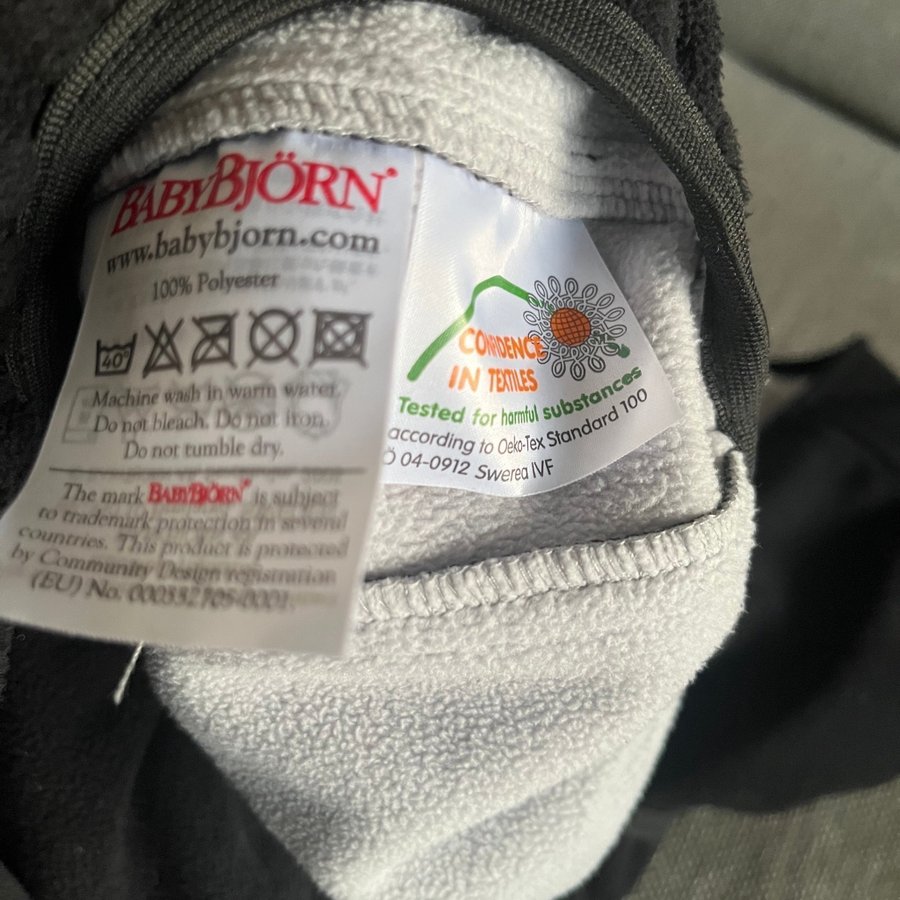 BABYBJÖRN®
www.babybjorn.com
100% Polyester
40°
Machine wash in warm water.
Do not bleach. Do not iron.
Do not tumble dry.
The mark BABYBJÖRN® is subject
to trademark protection in several
countries. This product is protected
by Community Design registration
(EU) No.
CONFIDENCE
IN TEXTILES
Tested for harmful substances
according to Oeko-Tex Standard 100
Ö 04-0912 Swerea IVF